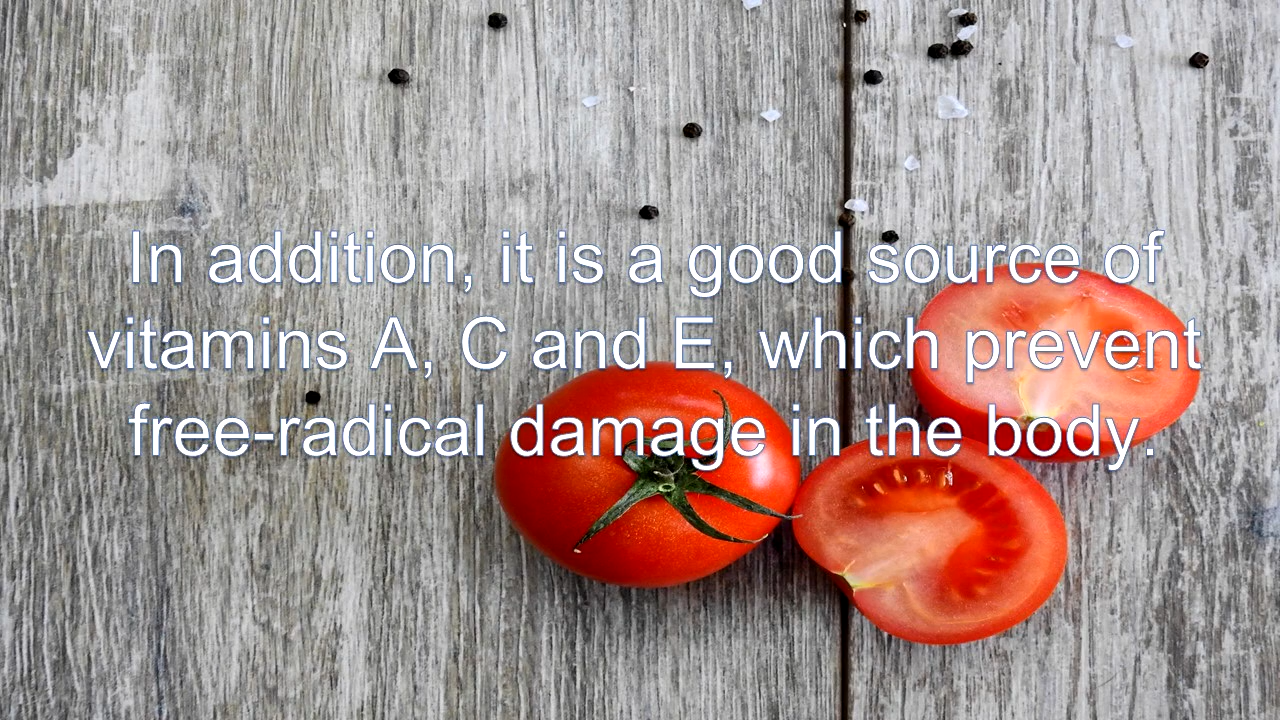 In addition, it is a good source of
vitamins A, C and E, which prevent
free-radical damage in the body.